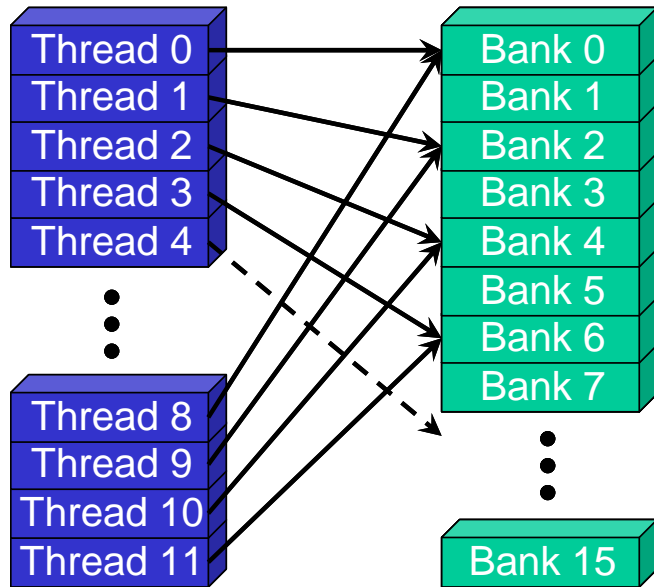 Thread 0
Thread 1
Thread 2
Thread 3
Thread 4
Thread 8
Thread 9
Thread 10
Thread 11
Bank 0
Bank 1
Bank 2
Bank 3
Bank 4
Bank 5
Bank 6
Bank 7
Bank 15